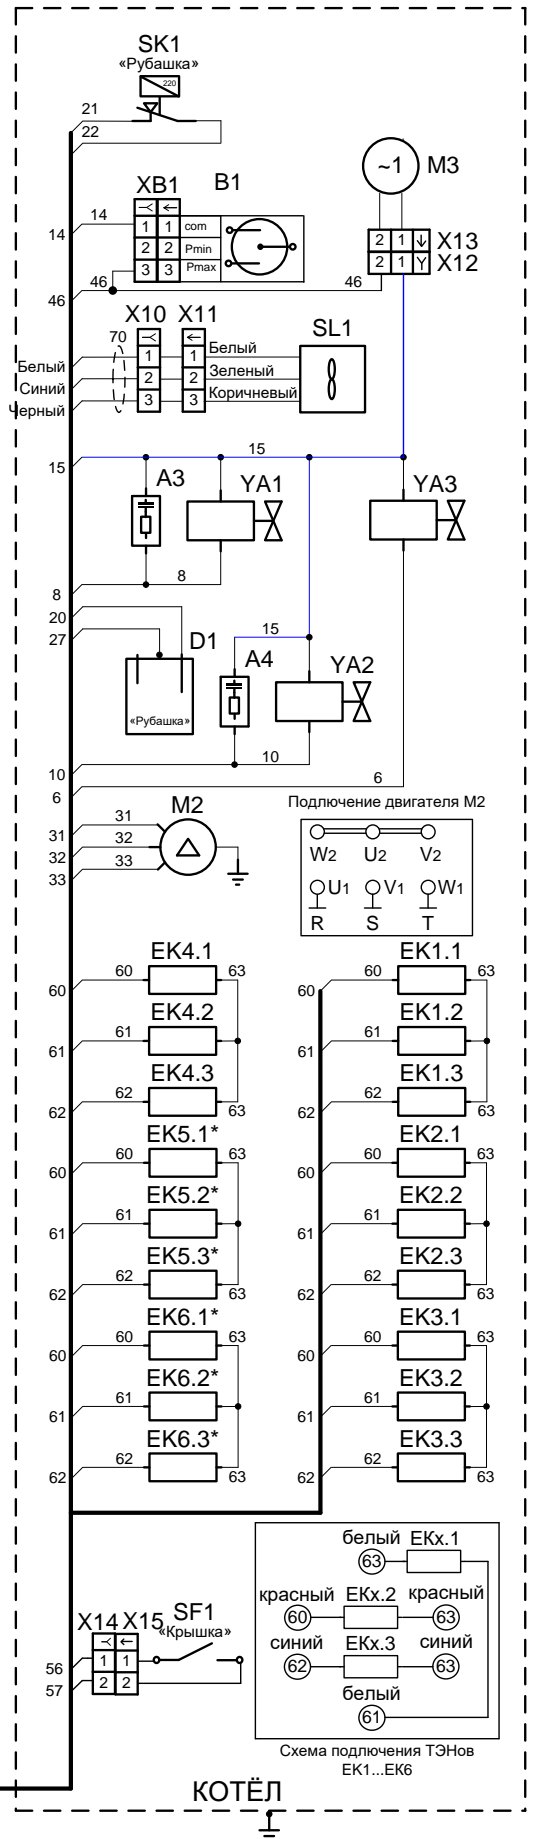 SK1
«Рубашка»
220
21
22
~1
M3
XB1
B1
14
14
1 1 com
2 2 Pmin
3 3 Pmax
2 1 X13
2 1 X12
46
46
46
X10 X11
SL1
70
Белый
1 1 Белый
Синий
2 2 Зеленый
Черный
3 3 Коричневый
15
15
A3
YA1
YA3
8
8
20
27
D1
«Рубашка»
15
A4
YA2
10
10
6
6
M2
31
31
32
32
33
33
Подключение двигателя М2
W2 U2 V2
U1 V1 W1
R S T
EK4.1
60 60 63
EK4.2
61 61
EK4.3
62 62 63
EK5.1*
60 60 63
EK5.2*
61 61
EK5.3*
62 62 63
EK6.1*
60 60 63
EK6.2*
61 61
EK6.3*
62 62 63
EK1.1
60 60 63
EK1.2
61 61
EK1.3
62 62 63
EK2.1
60 60 63
EK2.2
61 61
EK2.3
62 62 63
EK3.1
60 60 63
EK3.2
61 61
EK3.3
62 62 63
белый ЕКх.1
63
красный ЕКх.2 красный
60 63
синий ЕКх.3 синий
62 63
белый
61
Схема подключения ТЭНов
EK1...EK6
X14 X15 SF1
«Крышка»
56
1 1
57
2 2
КОТЁЛ